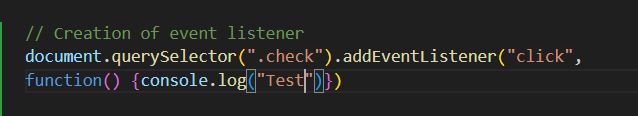 // Creation of event listener
document.querySelector(".check").addEventListener("click",
function() {console.log("Test")})